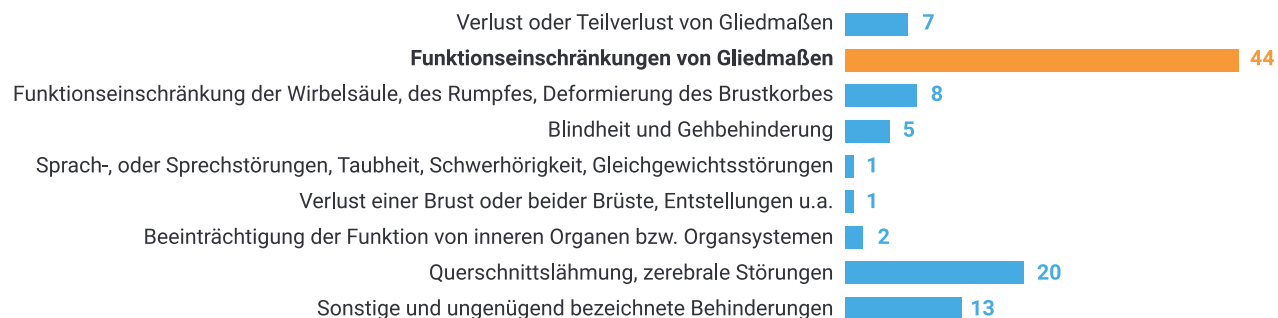 Verlust oder Teilverlust von Gliedmaßen 7
Funktionseinschränkungen von Gliedmaßen 44
Funktionseinschränkung der Wirbelsäule, des Rumpfes, Deformierung des Brustkorbes 8
Blindheit und Gehbehinderung 5
Sprach-, oder Sprechstörungen, Taubheit, Schwerhörigkeit, Gleichgewichtsstörungen 1
Verlust einer Brust oder beider Brüste, Entstellungen u.a. 1
Beeinträchtigung der Funktion von inneren Organen bzw. Organsystemen 2
Querschnittslähmung, zerebrale Störungen 20
Sonstige und ungenügend bezeichnete Behinderungen 13